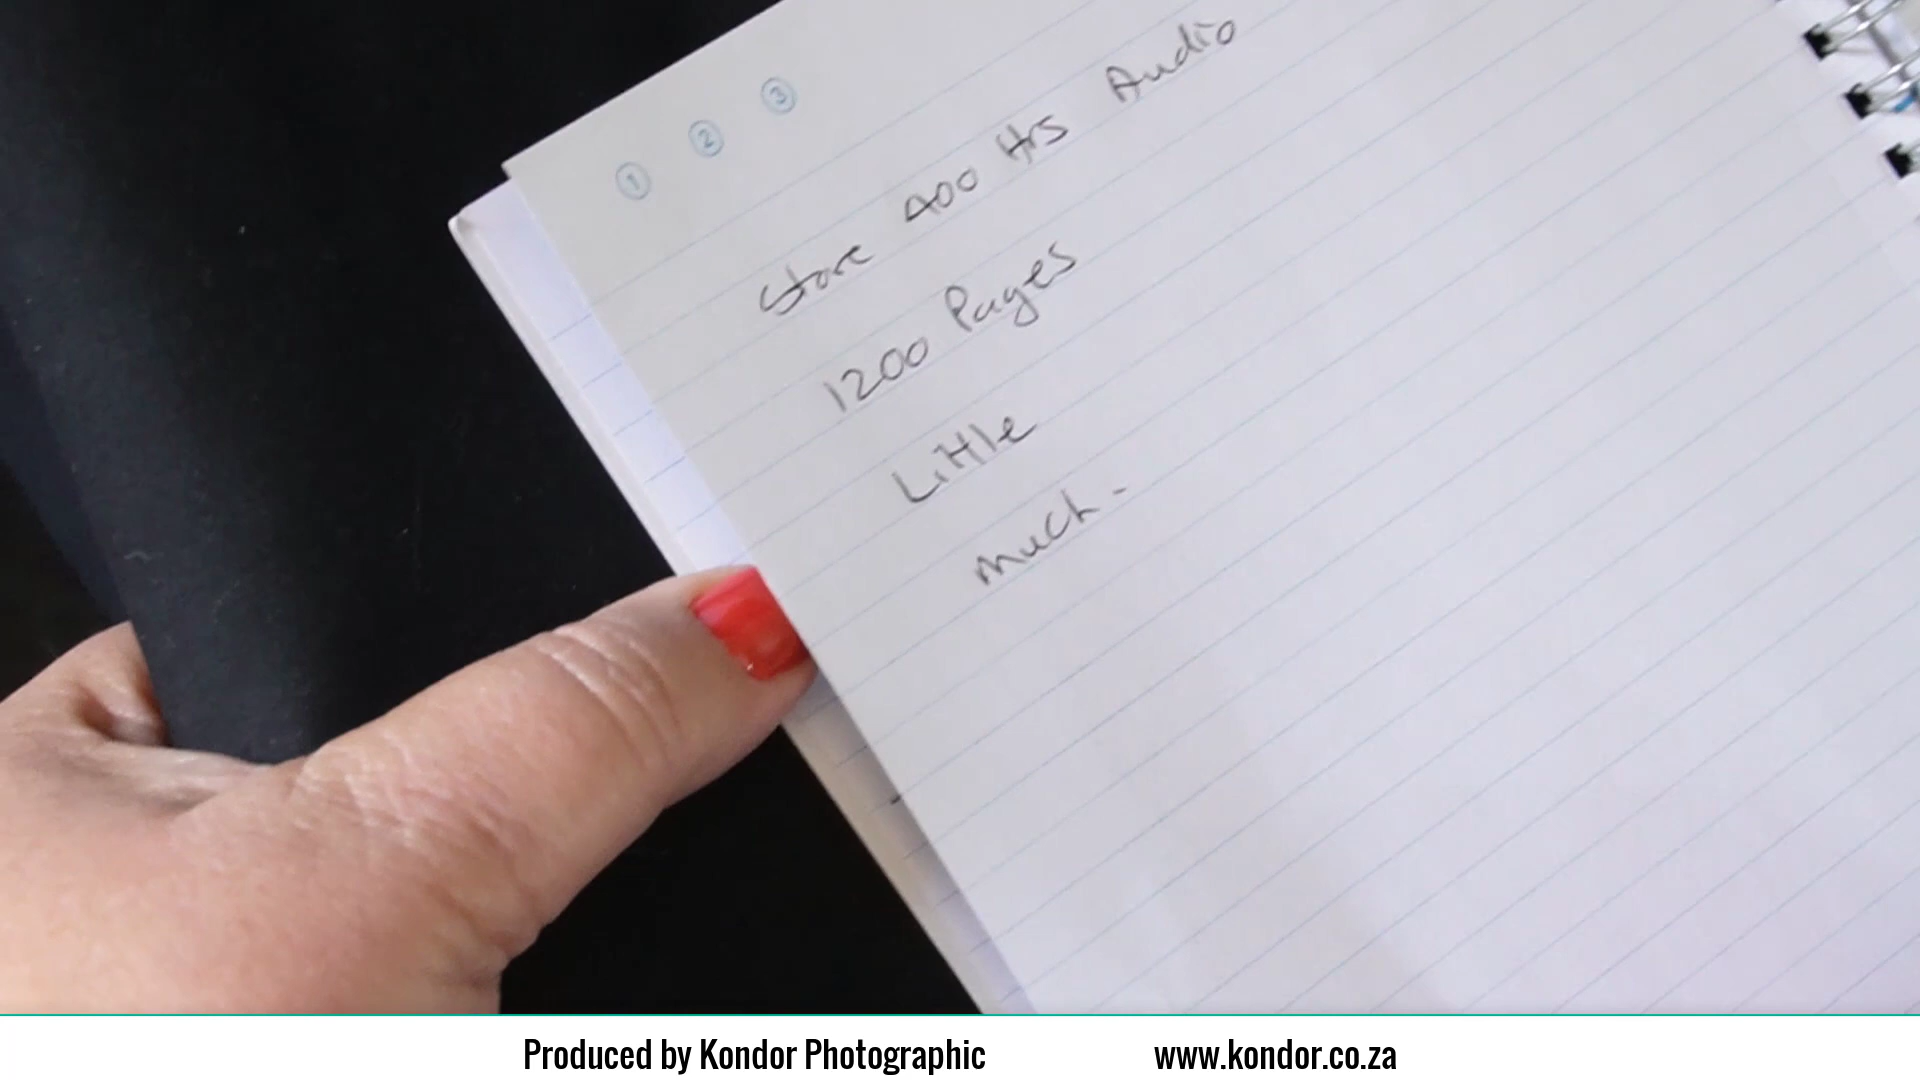 ① ② ③
Store 400 Hrs Audio
1200 Pages
Little
much -
Produced by Kondor Photographic www.kondor.co.za